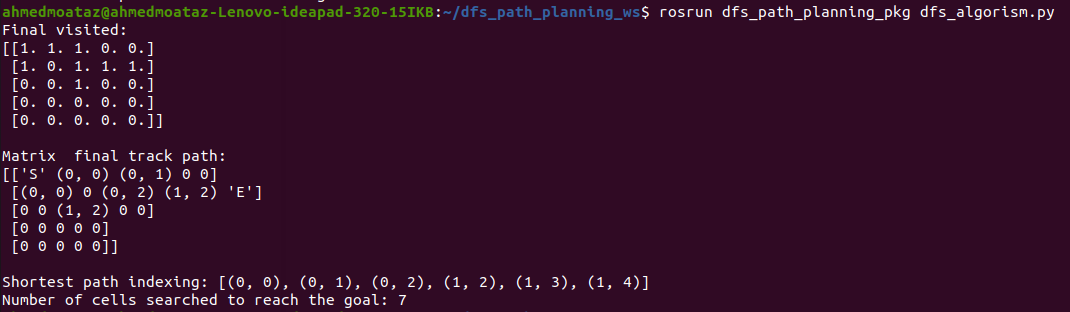 ahmedmoataz@ahmedmoataz-Lenovo-ideapad-320-15IKB:~/dfs_path_planning_ws$ rosrun dfs_path_planning_pkg dfs_algorism.py
Final visited:
[[1. 1. 1. 0. 0.]
 [1. 0. 1. 1. 1.]
 [0. 0. 1. 0. 0.]
 [0. 0. 0. 0. 0.]
 [0. 0. 0. 0. 0.]]
Matrix  final track path:
[['S' (0, 0) (0, 1) 0 0]
 [(0, 0) 0 (0, 2) (1, 2) 'E']
 [0 0 (1, 2) 0 0]
 [0 0 0 0 0]
 [0 0 0 0 0]]
Shortest path indexing: [(0, 0), (0, 1), (0, 2), (1, 2), (1, 3), (1, 4)]
Number of cells searched to reach the goal: 7